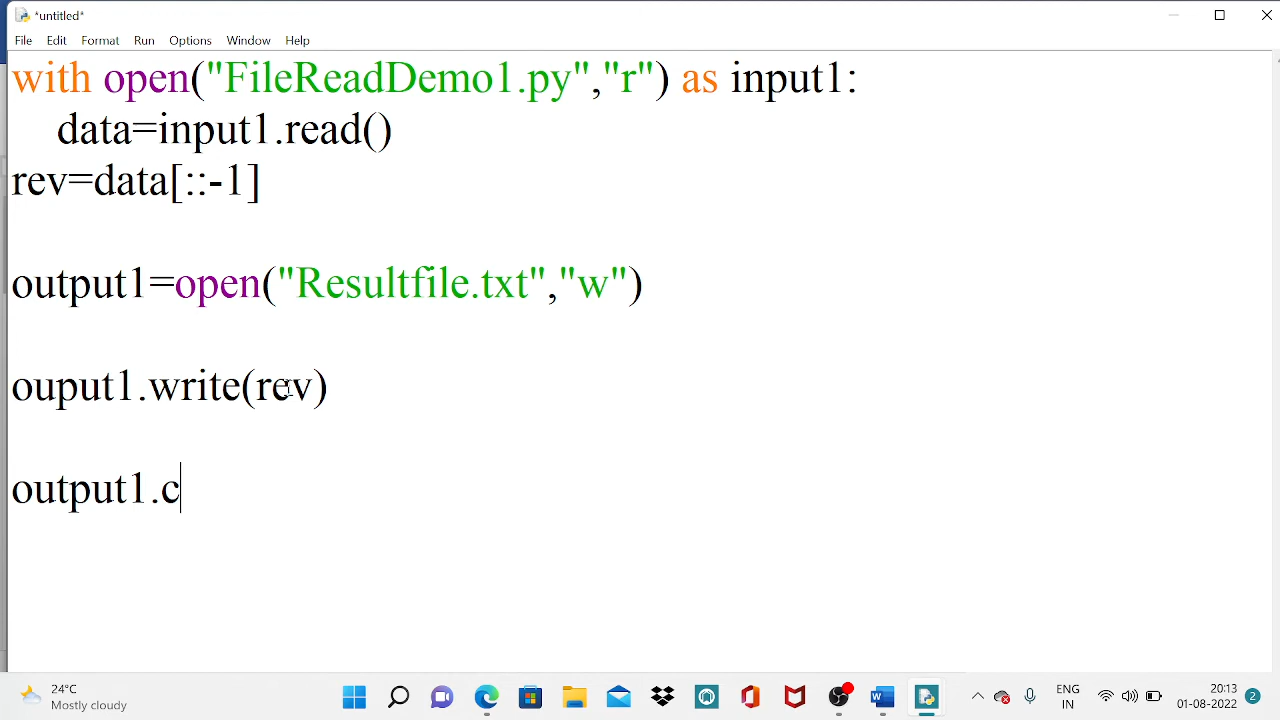 *untitled*
File Edit Format Run Options Window Help
with open("FileReadDemo1.py","r") as input1:
    data=input1.read()
rev=data[::-1]
output1=open("Resultfile.txt","w")
ouput1.write(rev)
output1.c
24°C
Mostly cloudy
ENG
IN
20:13
01-08-2022
2